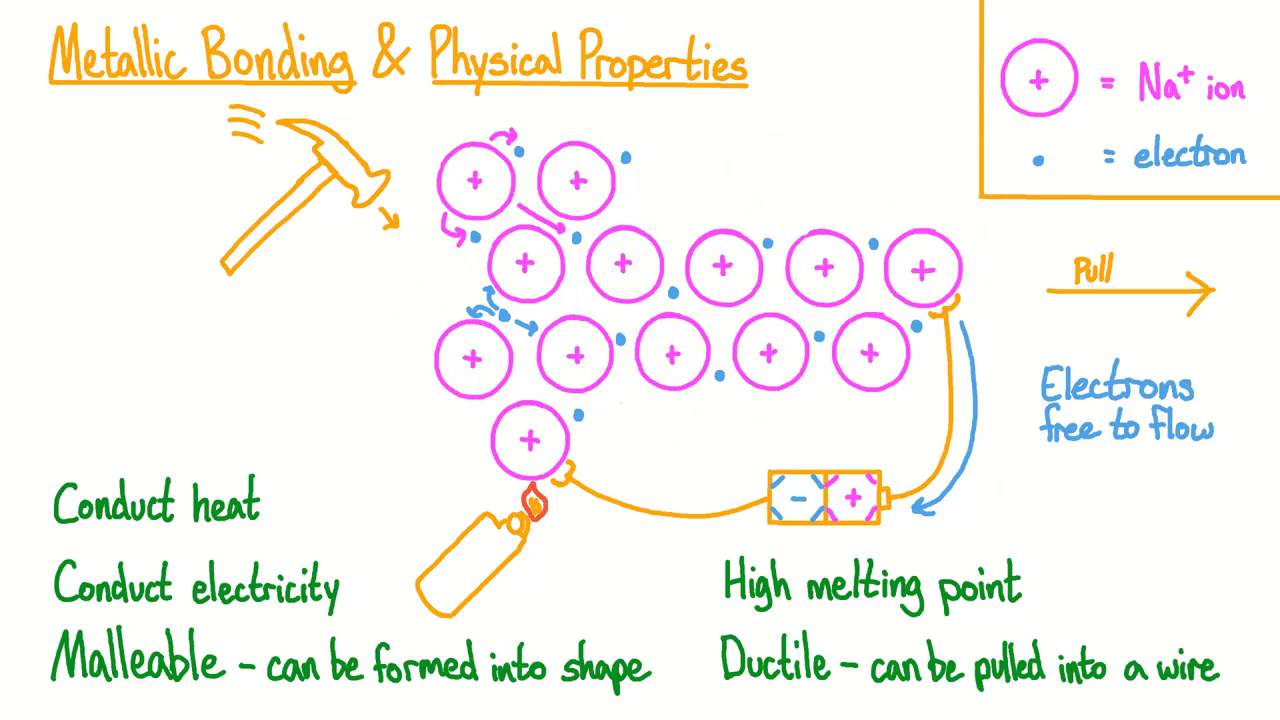 Metallic Bonding & Physical Properties
+ = Na⁺ ion
• = electron
+ +
+ + + + +
Pull
+ + + + +
Electrons
free to flow
+
- +
Conduct heat
Conduct electricity
High melting point
Malleable - can be formed into shape
Ductile - can be pulled into a wire